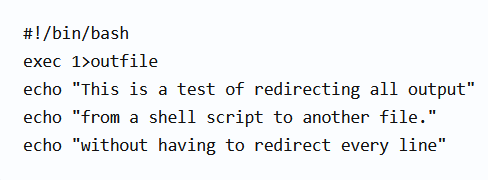 #!/bin/bash
exec 1>outfile
echo "This is a test of redirecting all output"
echo "from a shell script to another file."
echo "without having to redirect every line"